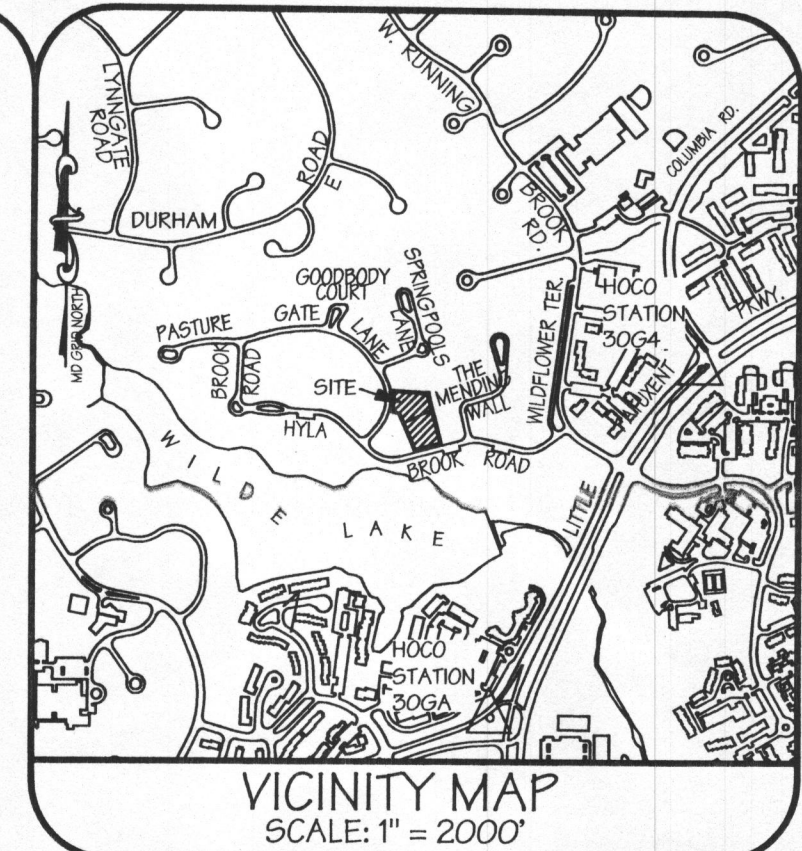 W. RUNNING
BROOK
RD.
LYNNGATE
ROAD
COLUMBIA RD.
DURHAM
ROAD
E
MD GRID NORTH
GOODBODY
COURT
SPRINGPOOLS
LANE
PASTURE
GATE
LANE
BROOK
ROAD
SITE
HYLA
BROOK
ROAD
THE
MENDIN
WALL
WILDFLOWER TER.
HOCO
STATION
30G4
PKWY.
PATUXENT
LITTLE
WILDE LAKE
HOCO
STATION
30GA
VICINITY MAP
SCALE: 1" = 2000'